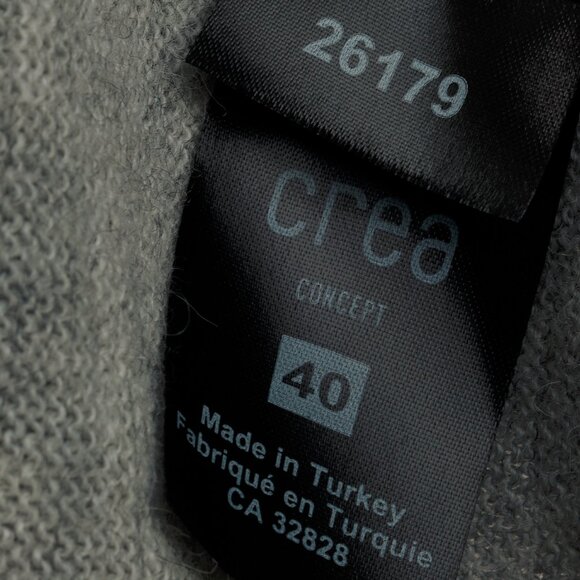 26179
crea
CONCEPT
40
Made in Turkey
Fabriqué en Turquie
CA 32828